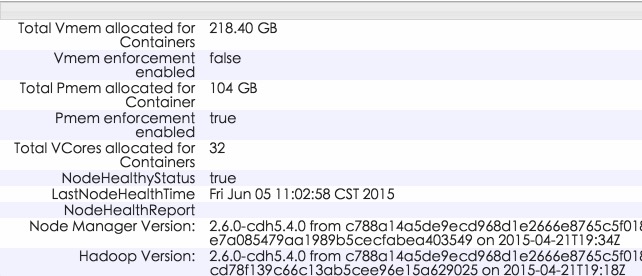 Total Vmem allocated for Containers 218.40 GB
Vmem enforcement enabled false
Total Pmem allocated for Container 104 GB
Pmem enforcement enabled true
Total VCores allocated for Containers 32
NodeHealthyStatus true
LastNodeHealthTime Fri Jun 05 11:02:58 CST 2015
NodeHealthReport
Node Manager Version: 2.6.0-cdh5.4.0 from c788a14a5de9ecd968d1e2666e8765c5f018
e7a085479aa1989b5cecfabea403549 on 2015-04-21T19:34Z
Hadoop Version: 2.6.0-cdh5.4.0 from c788a14a5de9ecd968d1e2666e8765c5f018
cd78f139c66c13ab5cee96e15a629025 on 2015-04-21T19:18Z